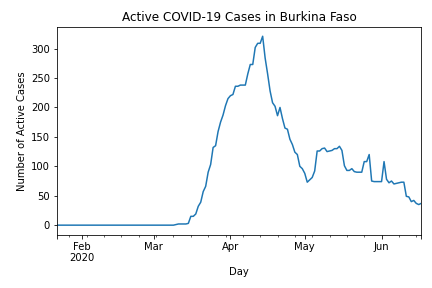 Active COVID-19 Cases in Burkina Faso
Number of Active Cases
300
250
200
150
100
50
0
Feb Mar Apr May Jun
2020
Day